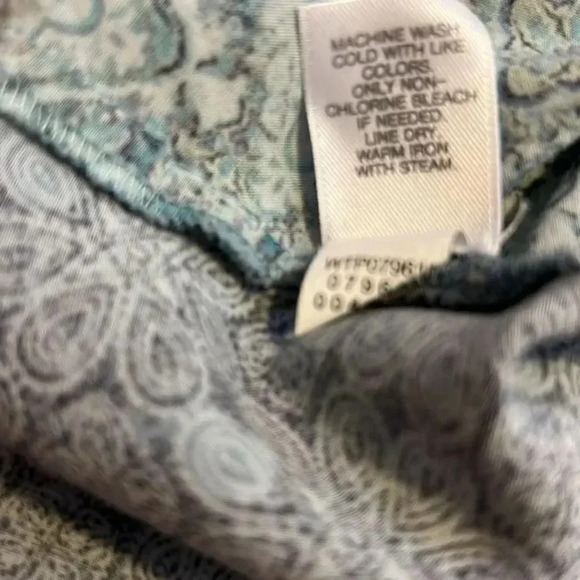 MACHINE WASH
COLD WITH LIKE
COLORS.
ONLY NON-
CHLORINE BLEACH
IF NEEDED.
LINE DRY.
WARM IRON
WITH STEAM.